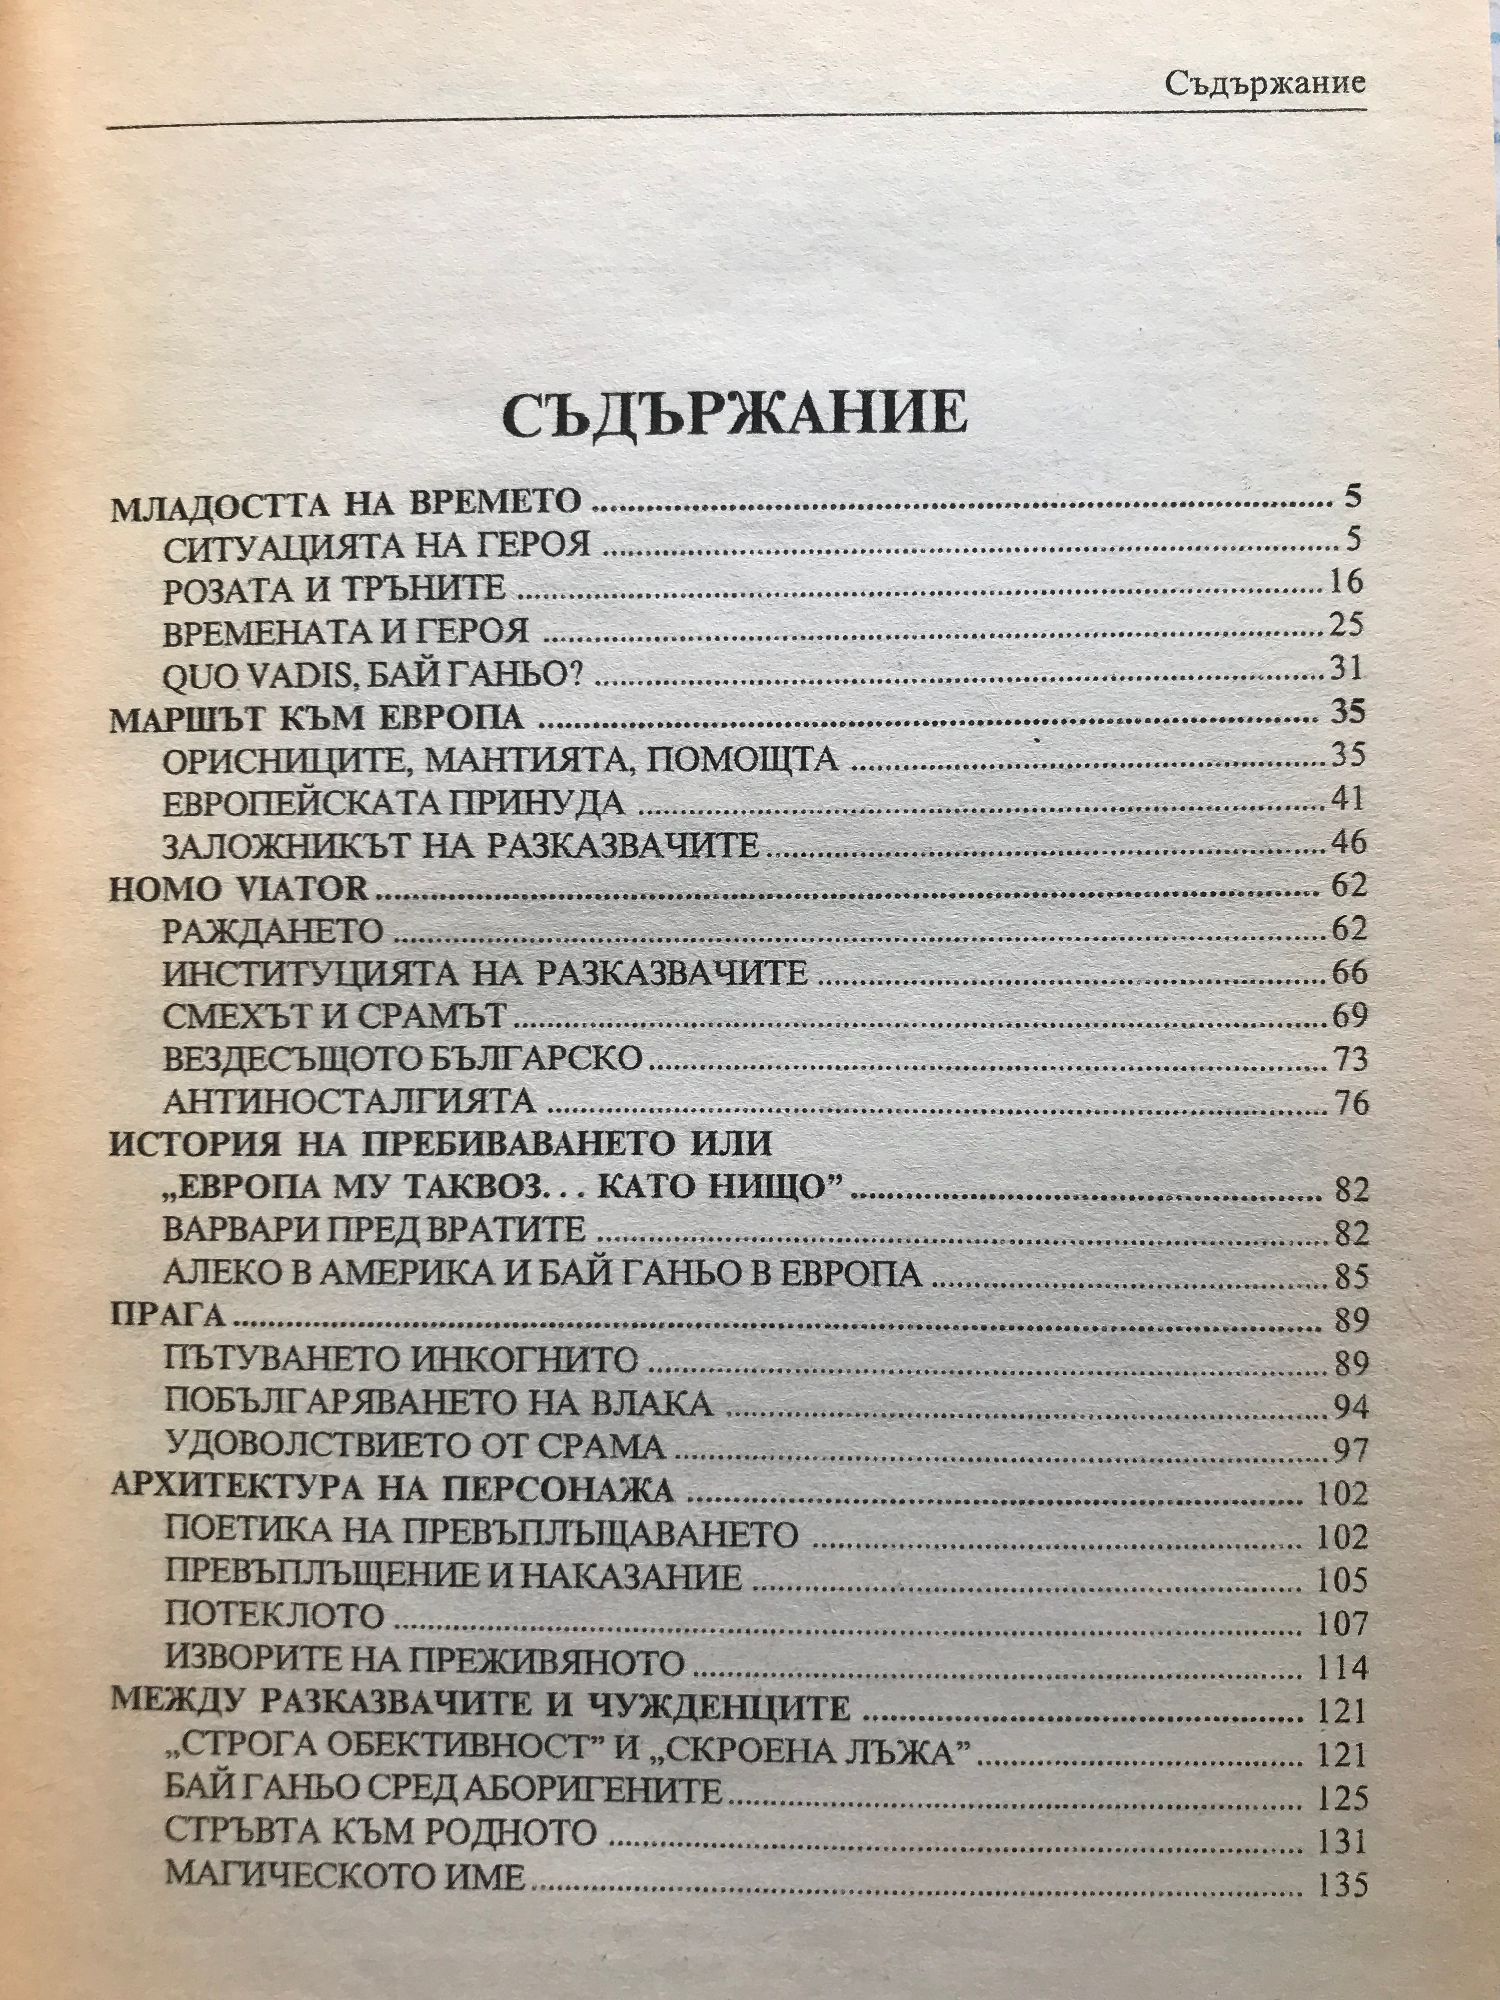 Съдържание
СЪДЪРЖАНИЕ
МЛАДОСТТА НА ВРЕМЕТО ........ 5
СИТУАЦИЯТА НА ГЕРОЯ ........ 5
РОЗАТА И ТРЪНИТЕ ........ 16
ВРЕМЕНАТА И ГЕРОЯ ........ 25
QUO VADIS, БАЙ ГАНЬО? ........ 31
МАРШЪТ КЪМ ЕВРОПА ........ 35
ОРИСНИЦИТЕ, МАНТИЯТА, ПОМОЩТА ........ 35
ЕВРОПЕЙСКАТА ПРИНУДА ........ 41
ЗАЛОЖНИКЪТ НА РАЗКАЗВАЧИТЕ ........ 46
HOMO VIATOR ........ 62
РАЖДАНЕТО ........ 62
ИНСТИТУЦИЯТА НА РАЗКАЗВАЧИТЕ ........ 66
СМЕХЪТ И СРАМЪТ ........ 69
ВЕЗДЕСЪЩОТО БЪЛГАРСКО ........ 73
АНТИНОСТАЛГИЯТА ........ 76
ИСТОРИЯ НА ПРЕБИВАВАНЕТО ИЛИ
„ЕВРОПА МУ ТАКВОЗ... КАТО НИЩО” ........ 82
ВАРВАРИ ПРЕД ВРАТИТЕ ........ 82
АЛЕКО В АМЕРИКА И БАЙ ГАНЬО В ЕВРОПА ........ 85
ПРАГА ........ 89
ПЪТУВАНЕТО ИНКОГНИТО ........ 89
ПОБЪЛГАРЯВАНЕТО НА ВЛАКА ........ 94
УДОВОЛСТВИЕТО ОТ СРАМА ........ 97
АРХИТЕКТУРА НА ПЕРСОНАЖА ........ 102
ПОЕТИКА НА ПРЕВЪПЛЪЩАВАНЕТО ........ 102
ПРЕВЪПЛЪЩЕНИЕ И НАКАЗАНИЕ ........ 105
ПОТЕКЛОТО ........ 107
ИЗВОРИТЕ НА ПРЕЖИВЯНОТО ........ 114
МЕЖДУ РАЗКАЗВАЧИТЕ И ЧУЖДЕНЦИТЕ ........ 121
„СТРОГА ОБЕКТИВНОСТ” И „СКРОЕНА ЛЪЖА” ........ 121
БАЙ ГАНЬО СРЕД АБОРИГЕНИТЕ ........ 125
СТРЪВТА КЪМ РОДНОТО ........ 131
МАГИЧЕСКОТО ИМЕ ........ 135